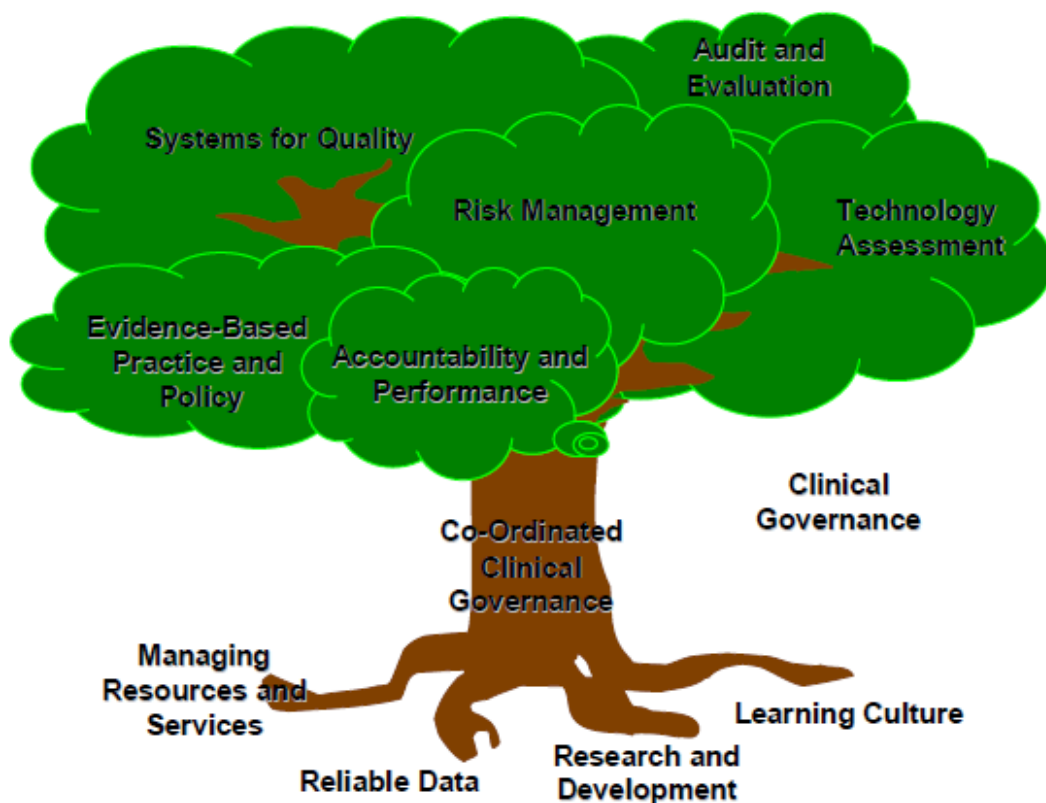 Audit and
Evaluation
Systems for Quality
Risk Management
Technology
Assessment
Evidence-Based
Practice and
Policy
Accountability and
Performance
Clinical
Governance
Co-Ordinated
Clinical
Governance
Managing
Resources and
Services
Learning Culture
Reliable Data
Research and
Development